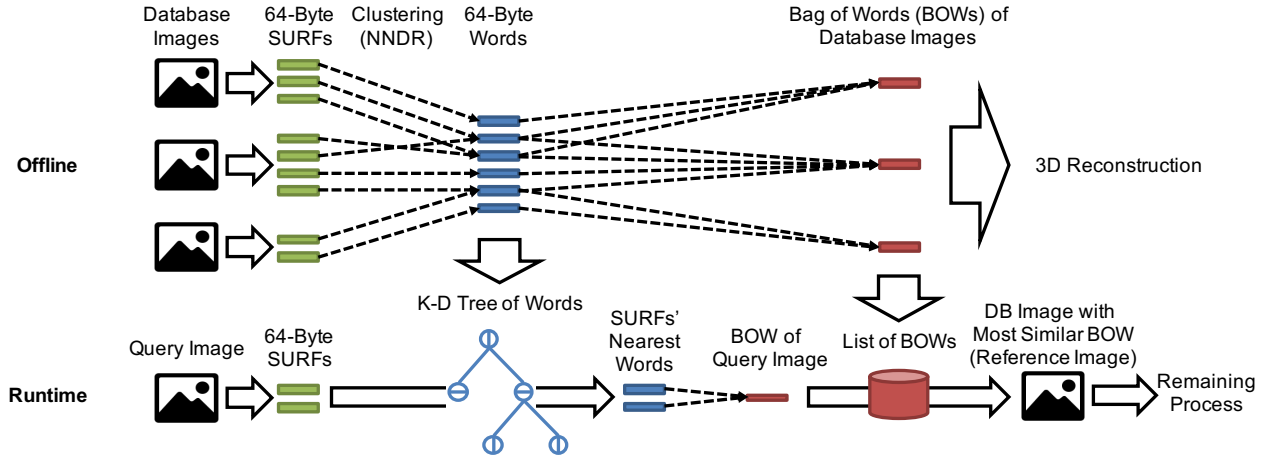 Database
Images
64-Byte
SURFs
Clustering
(NNDR)
64-Byte
Words
Bag of Words (BOWs) of
Database Images
Offline
3D Reconstruction
K-D Tree of Words
Query Image
64-Byte
SURFs
SURFs’
Nearest
Words
BOW of
Query Image
List of BOWs
DB Image with
Most Similar BOW
(Reference Image)
Runtime
Remaining
Process